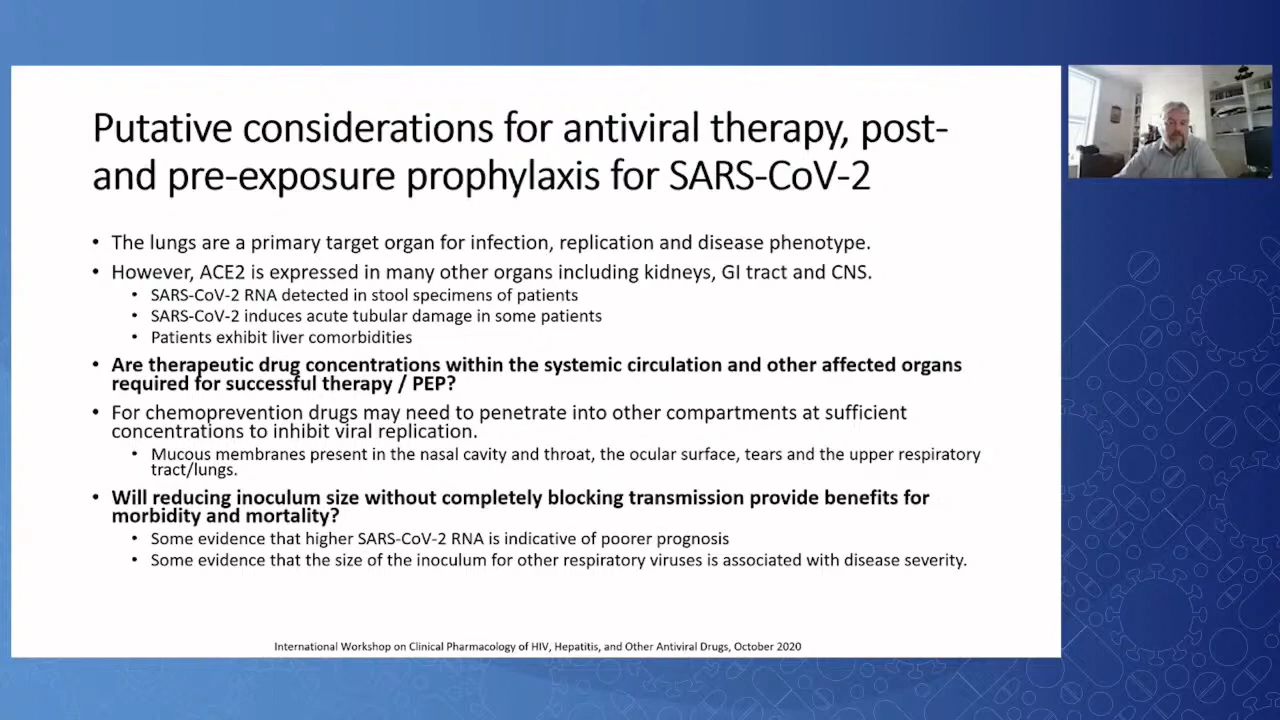 Putative considerations for antiviral therapy, post-
and pre-exposure prophylaxis for SARS-CoV-2
• The lungs are a primary target organ for infection, replication and disease phenotype.
• However, ACE2 is expressed in many other organs including kidneys, GI tract and CNS.
• SARS-CoV-2 RNA detected in stool specimens of patients
• SARS-CoV-2 induces acute tubular damage in some patients
• Patients exhibit liver comorbidities
• Are therapeutic drug concentrations within the systemic circulation and other affected organs
required for successful therapy / PEP?
• For chemoprevention drugs may need to penetrate into other compartments at sufficient
concentrations to inhibit viral replication.
• Mucous membranes present in the nasal cavity and throat, the ocular surface, tears and the upper respiratory
tract/lungs.
• Will reducing inoculum size without completely blocking transmission provide benefits for
morbidity and mortality?
• Some evidence that higher SARS-CoV-2 RNA is indicative of poorer prognosis
• Some evidence that the size of the inoculum for other respiratory viruses is associated with disease severity.
International Workshop on Clinical Pharmacology of HIV, Hepatitis, and Other Antiviral Drugs, October 2020